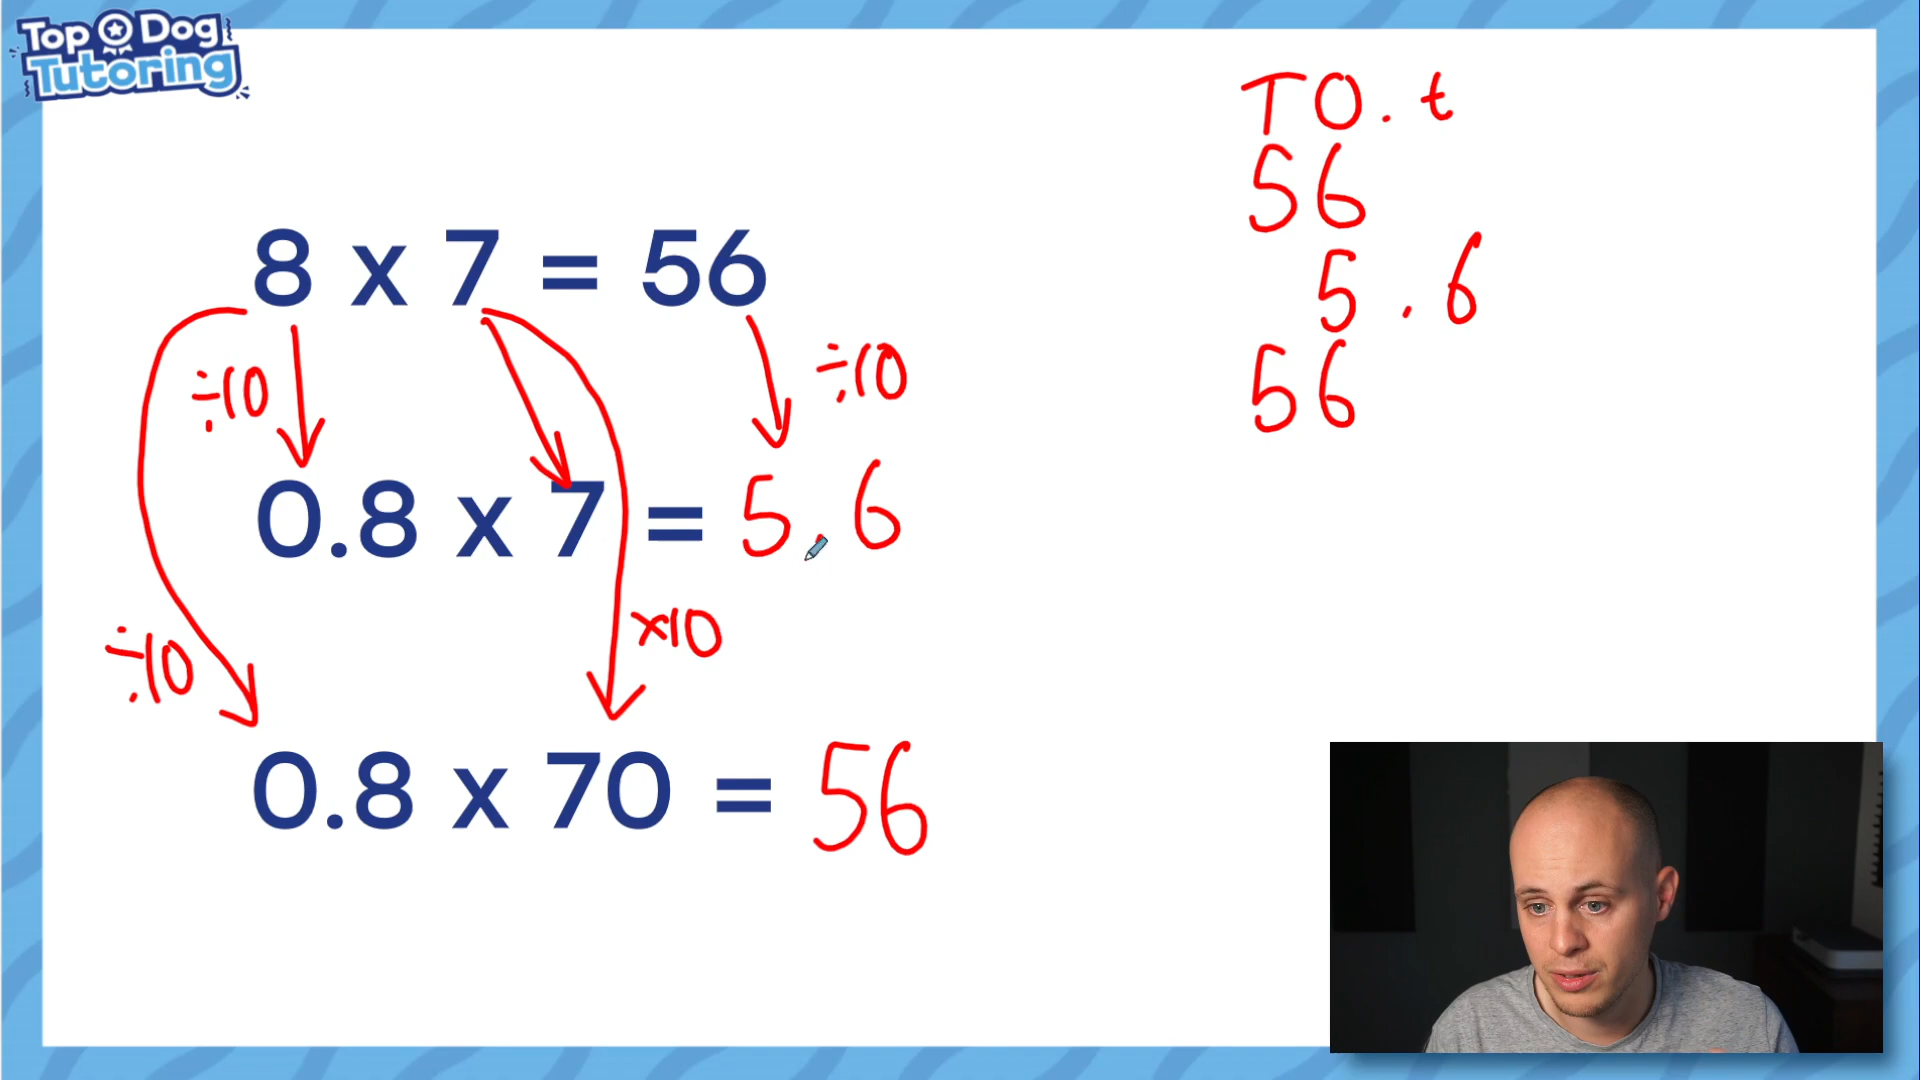 Top Dog
Tutoring
T O . t
56
5 . 6
56
8 x 7 = 56
÷10
÷10
0.8 x 7 = 5.6
÷10
x10
0.8 x 70 = 56